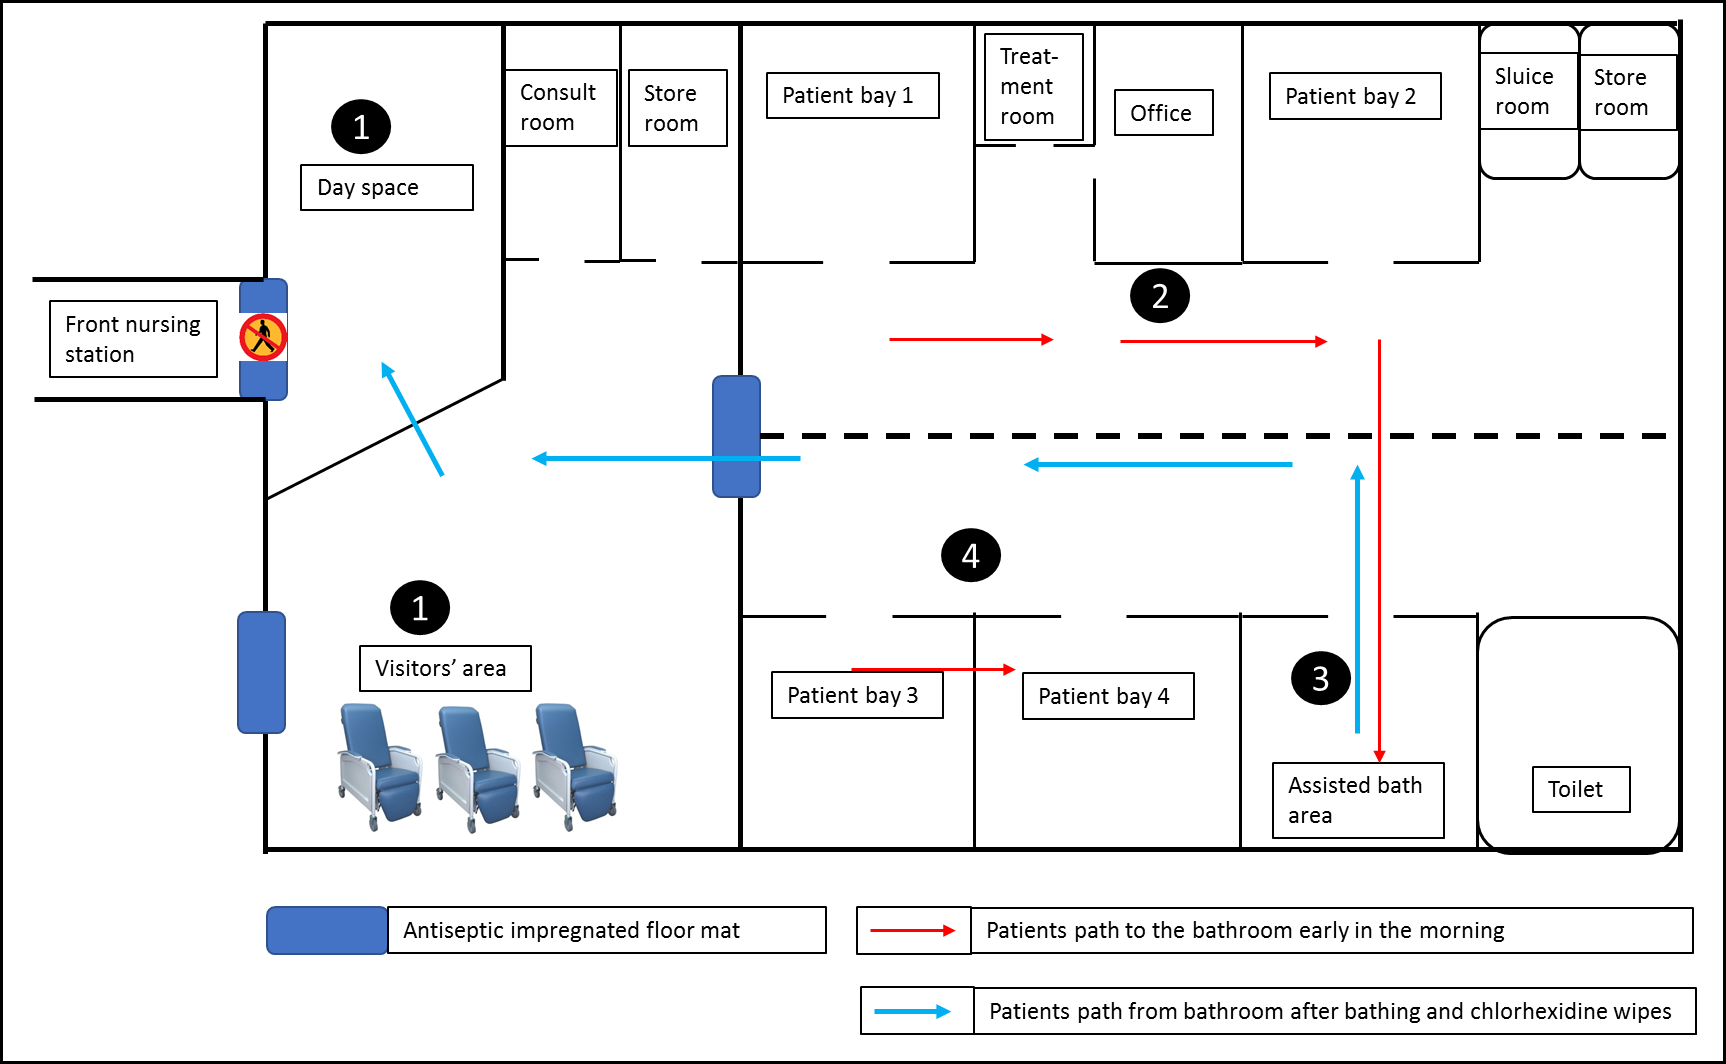 1
Day space
Consult
room
Store
room
Patient bay 1
Treat-
ment
room
Office
Patient bay 2
Sluice
room
Store
room
Front nursing
station
2
4
1
Visitors’ area
Patient bay 3
Patient bay 4
3
Assisted bath
area
Toilet
Antiseptic impregnated floor mat
Patients path to the bathroom early in the morning
Patients path from bathroom after bathing and chlorhexidine wipes